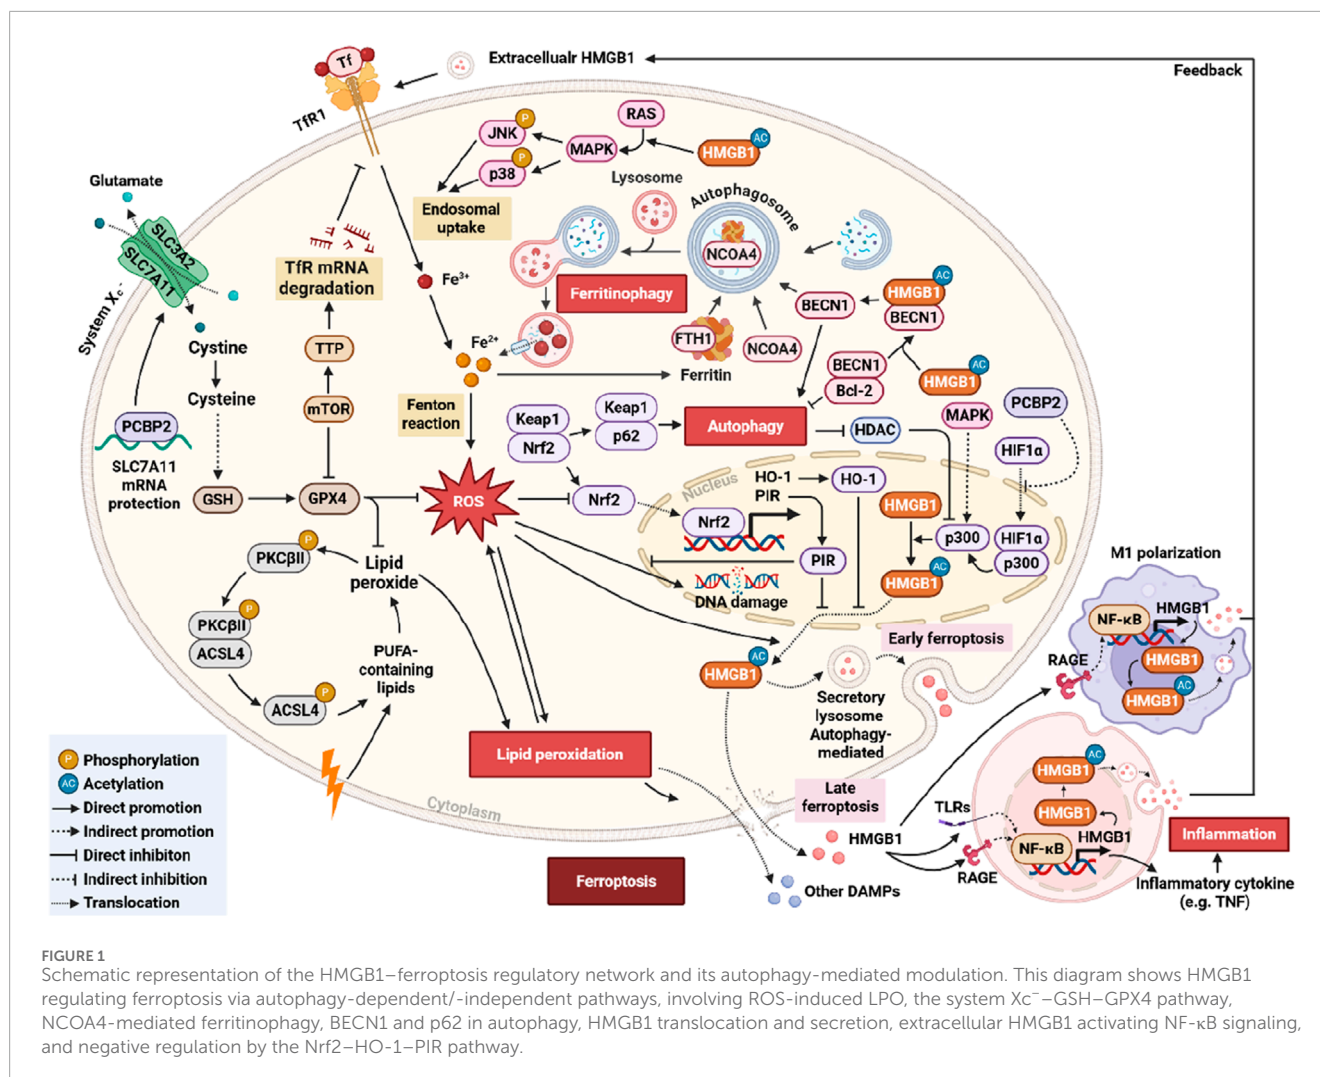 Tf
Extracellualr HMGB1
Feedback
TfR1
P
RAS
AC
JNK
MAPK
HMGB1
P
p38
Lysosome
Autophagosome
Endosomal
uptake
NCOA4
Glutamate
SLC3A2
SLC7A11
System Xc⁻
TfR mRNA
degradation
Fe³⁺
Ferritinophagy
AC
HMGB1
BECN1
BECN1
Fe²⁺
FTH1
NCOA4
Ferritin
TTP
Cystine
Cysteine
mTOR
BECN1
Bcl-2
AC
HMGB1
MAPK
PCBP2
PCBP2
SLC7A11
mRNA
protection
Fenton
reaction
Keap1
Nrf2
Keap1
p62
Autophagy
HDAC
HIF1α
GSH
GPX4
ROS
Nrf2
Nucleus
HO-1
PIR
HO-1
Nrf2
PIR
HMGB1
p300
HIF1α
p300
AC
HMGB1
DNA damage
M1 polarization
P
PKCβII
Lipid
peroxide
P
PKCβII
ACSL4
PUFA-
containing
lipids
P
ACSL4
Early ferroptosis
AC
HMGB1
Secretory
lysosome
Autophagy-
mediated
NF-κB
HMGB1
RAGE
HMGB1
AC
HMGB1
Lipid peroxidation
Cytoplasm
Late
ferroptosis
HMGB1
Other DAMPs
Ferroptosis
TLRs
RAGE
AC
HMGB1
HMGB1
HMGB1
NF-κB
Inflammation
Inflammatory cytokine
(e.g. TNF)
P Phosphorylation
AC Acetylation
Direct promotion
Indirect promotion
Direct inhibiton
Indirect inhibition
Translocation
FIGURE 1
Schematic representation of the HMGB1–ferroptosis regulatory network and its autophagy-mediated modulation. This diagram shows HMGB1
regulating ferroptosis via autophagy-dependent/-independent pathways, involving ROS-induced LPO, the system Xc⁻–GSH–GPX4 pathway,
NCOA4-mediated ferritinophagy, BECN1 and p62 in autophagy, HMGB1 translocation and secretion, extracellular HMGB1 activating NF-κB signaling,
and negative regulation by the Nrf2–HO-1–PIR pathway.